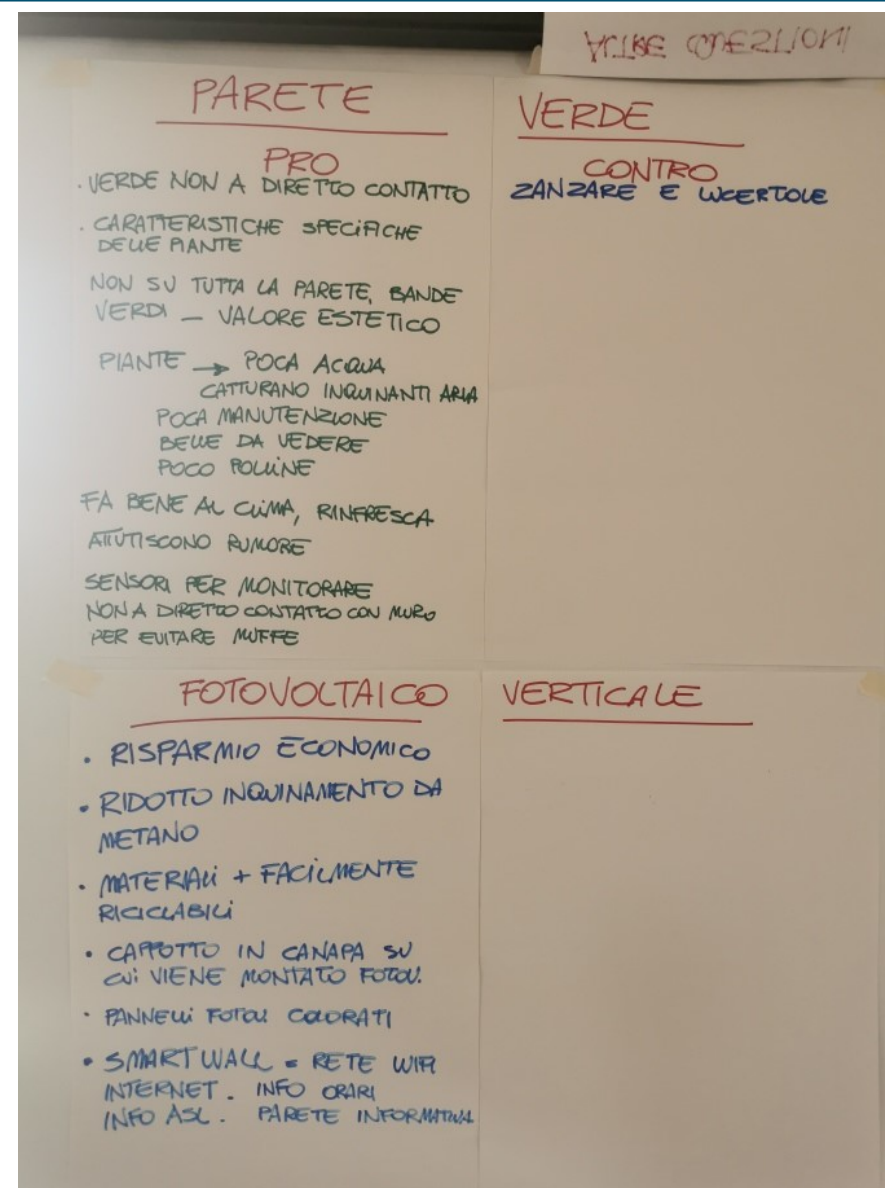 ALTRE QUESTIONI
PARETE VERDE
PRO
. VERDE NON A DIRETTO CONTATTO
. CARATTERISTICHE SPECIFICHE
DELLE PIANTE
NON SU TUTTA LA PARETE, BANDE
VERDI — VALORE ESTETICO
PIANTE → POCA ACQUA
CATTURANO INQUINANTI ARIA
POCA MANUTENZIONE
BELLE DA VEDERE
POCO POLLINE
FA BENE AL CLIMA, RINFRESCA
ATTUTISCONO RUMORE
SENSORI PER MONITORARE
NON A DIRETTO CONTATTO CON MURO
PER EVITARE MUFFE
CONTRO
ZANZARE E LUCERTOLE
FOTOVOLTAICO VERTICALE
• RISPARMIO ECONOMICO
• RIDOTTO INQUINAMENTO DA
METANO
• MATERIALI + FACILMENTE
RICICLABILI
• CAPPOTTO IN CANAPA SU
CUI VIENE MONTATO FOTOV.
• PANNELLI FOTOV. COLORATI
• SMART WALL = RETE WIFI
INTERNET. INFO ORARI
INFO ASL. PARETE INFORMATIVA